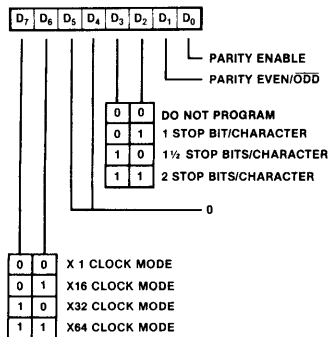 D7 D6 D5 D4 D3 D2 D1 D0
PARITY ENABLE
PARITY EVEN/ODD
0 0 DO NOT PROGRAM
0 1 1 STOP BIT/CHARACTER
1 0 1½ STOP BITS/CHARACTER
1 1 2 STOP BITS/CHARACTER
0
0 0 X 1 CLOCK MODE
0 1 X16 CLOCK MODE
1 0 X32 CLOCK MODE
1 1 X64 CLOCK MODE